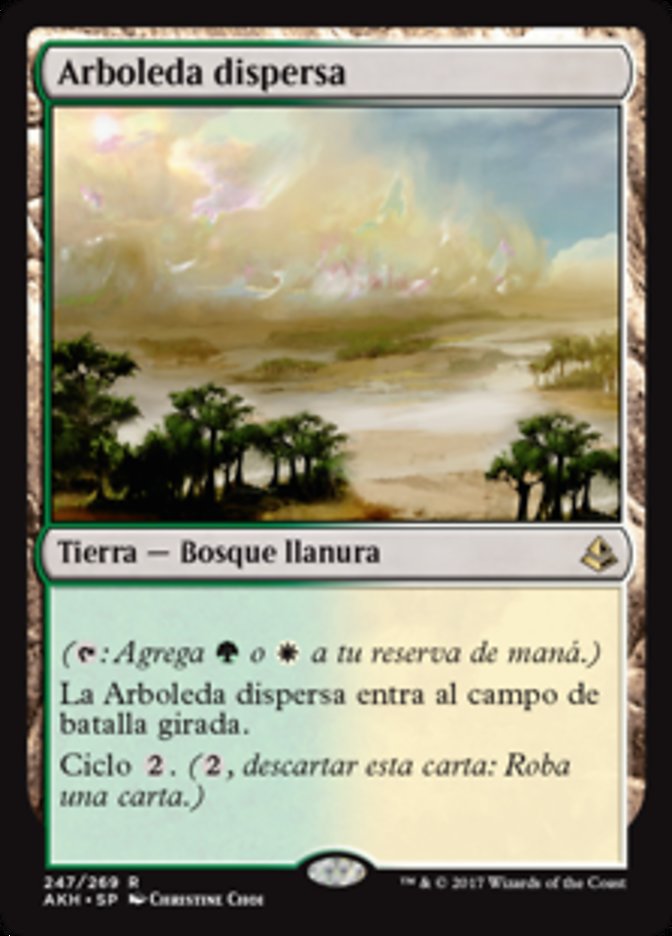 Arboleda dispersa
Tierra — Bosque llanura
( : Agrega o a tu reserva de maná.)
La Arboleda dispersa entra al campo de
batalla girada.
Ciclo 2. (2, descartar esta carta: Roba
una carta.)
247/269 R
AKH • SP Christine Choi
™ & © 2017 Wizards of the Coast